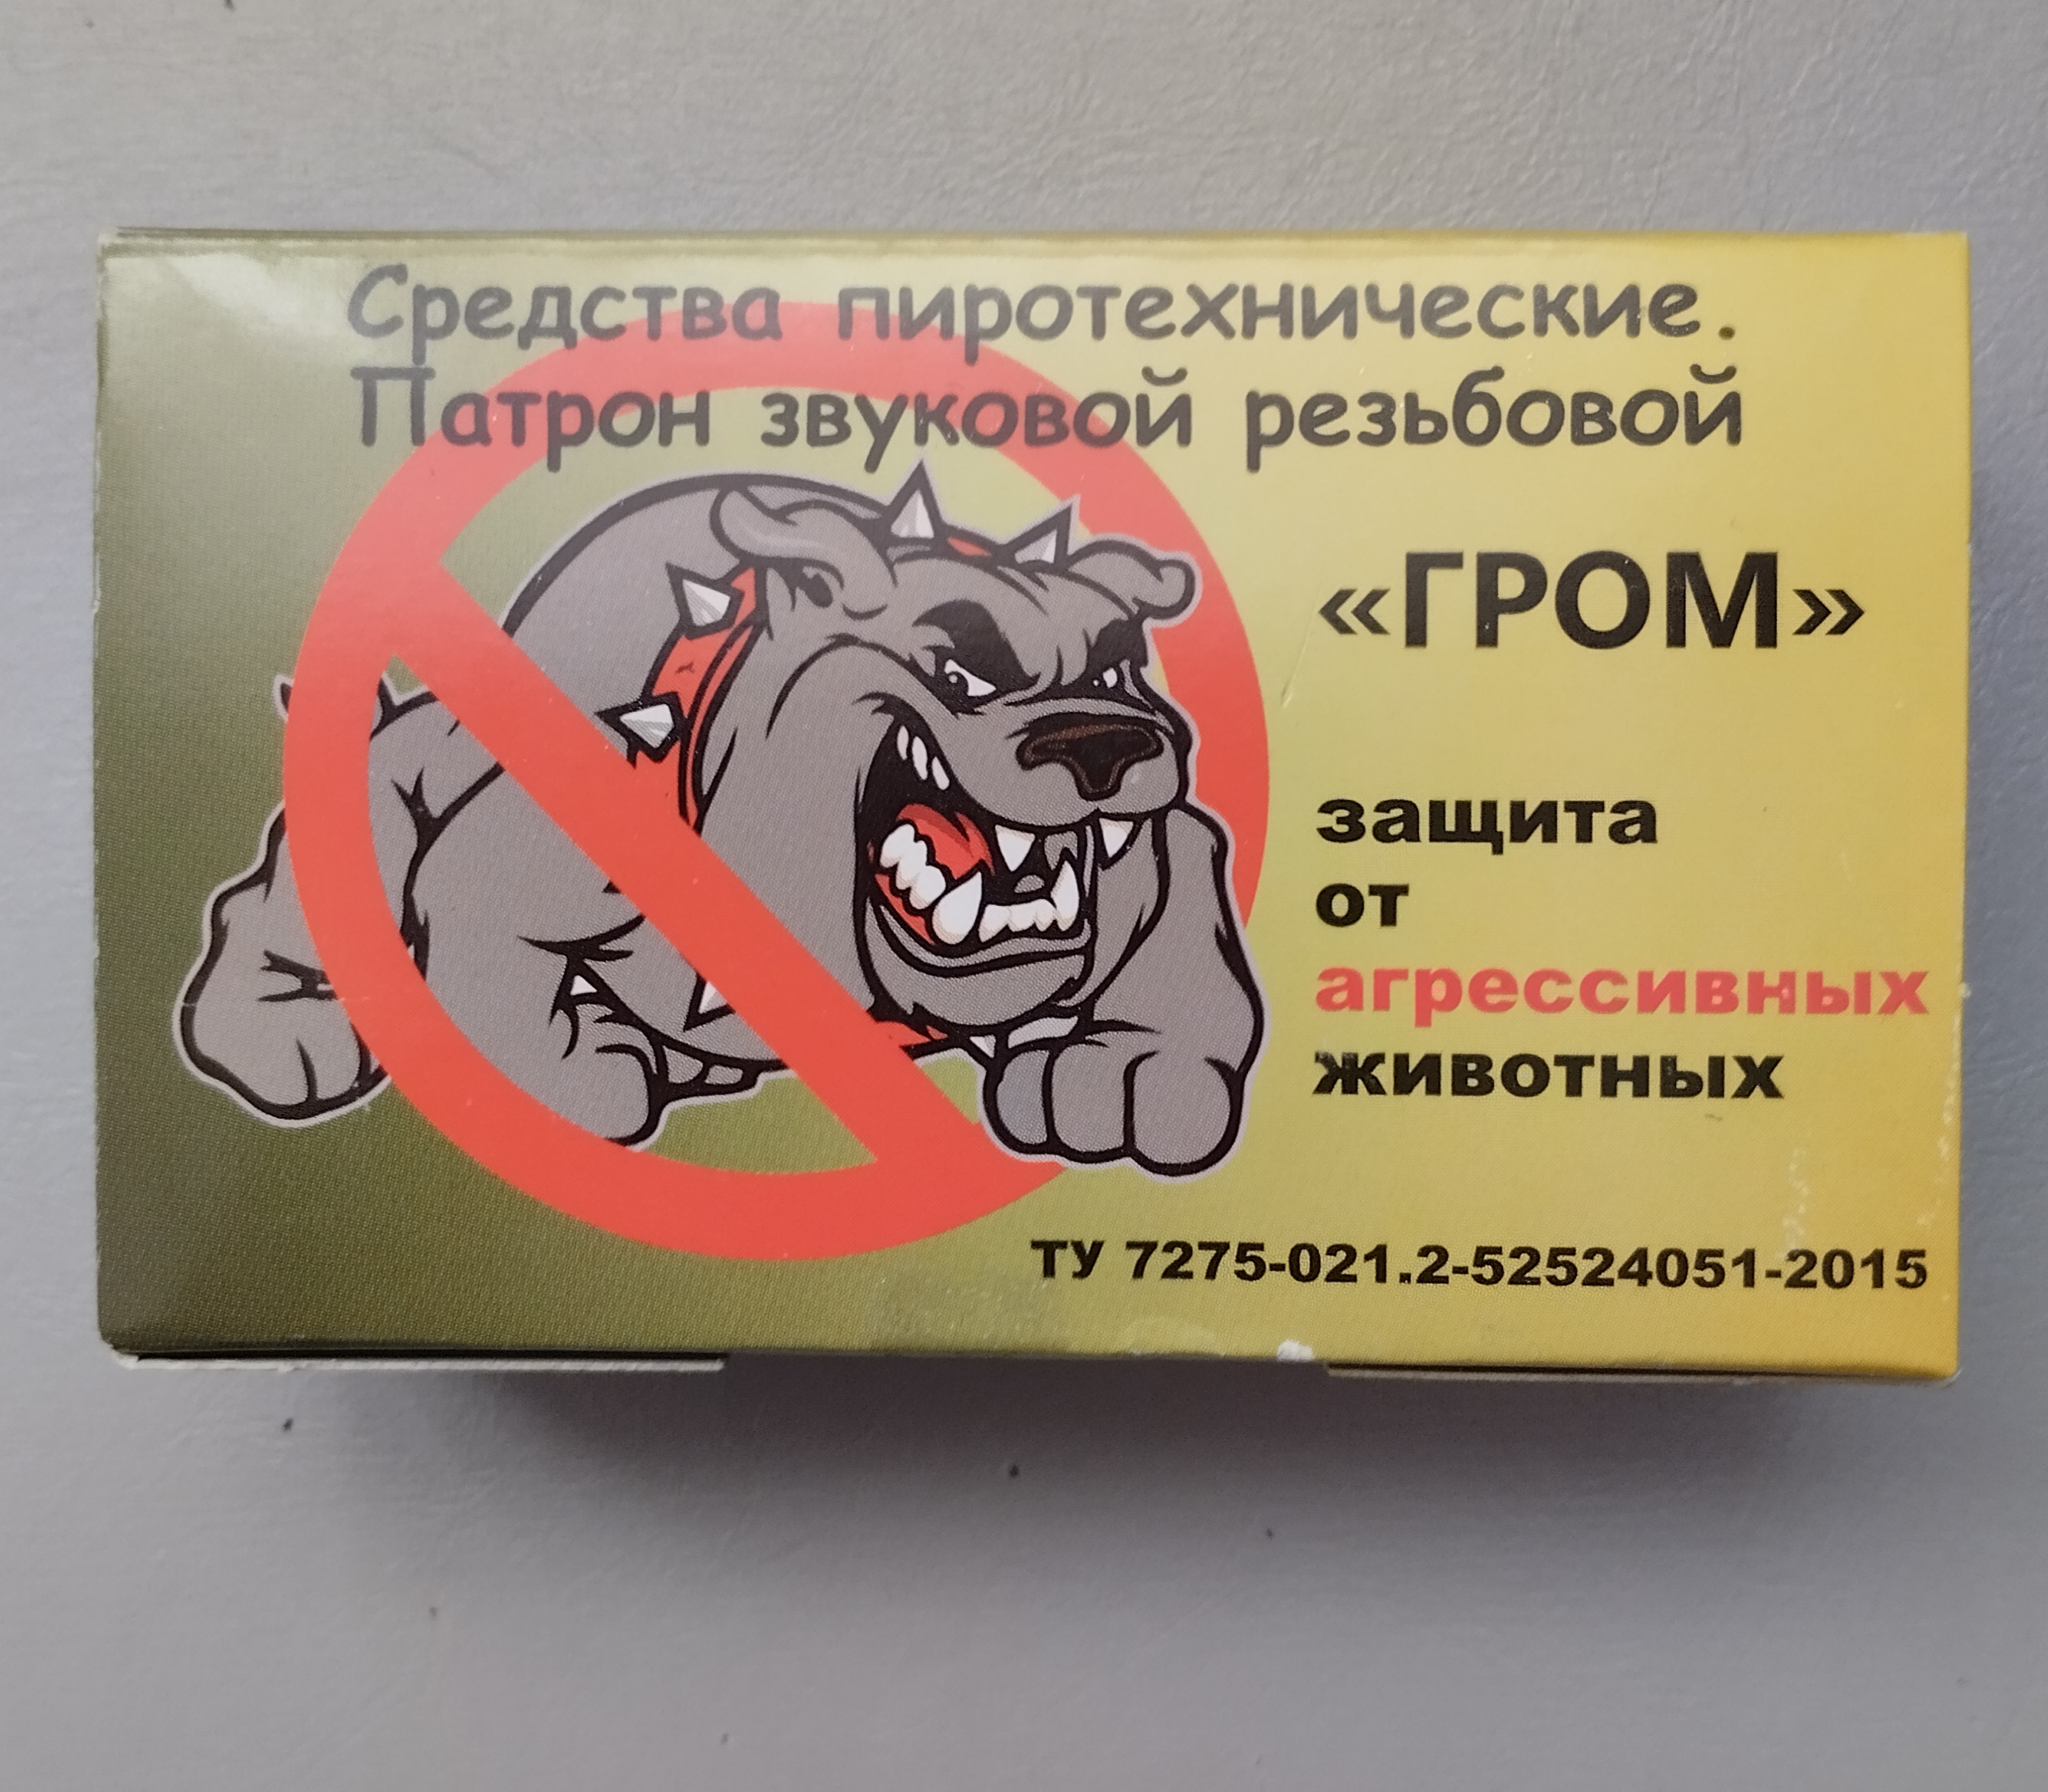 Средства пиротехнические.
Патрон звуковой резьбовой
«ГРОМ»
защита
от
агрессивных
животных
ТУ 7275-021.2-52524051-2015